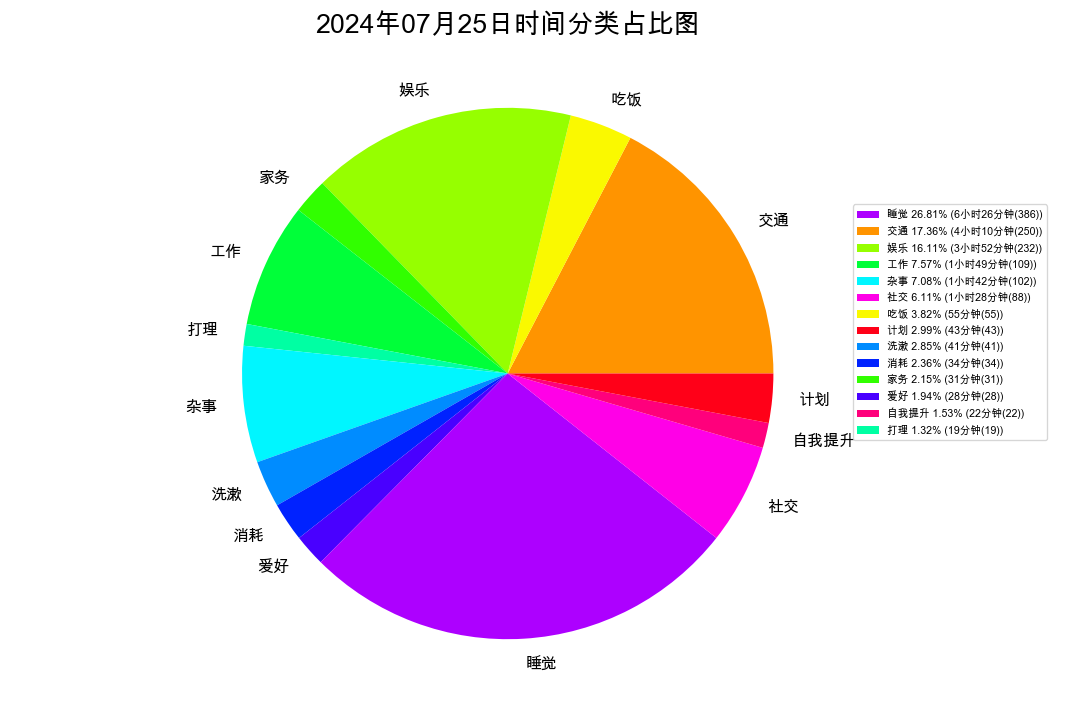 2024年07月25日时间分类占比图
娱乐
吃饭
家务
交通
工作
打理
杂事
计划
自我提升
洗漱
社交
消耗
爱好
睡觉
睡觉 26.81% (6小时26分钟(386))
交通 17.36% (4小时10分钟(250))
娱乐 16.11% (3小时52分钟(232))
工作 7.57% (1小时49分钟(109))
杂事 7.08% (1小时42分钟(102))
社交 6.11% (1小时28分钟(88))
吃饭 3.82% (55分钟(55))
计划 2.99% (43分钟(43))
洗漱 2.85% (41分钟(41))
消耗 2.36% (34分钟(34))
家务 2.15% (31分钟(31))
爱好 1.94% (28分钟(28))
自我提升 1.53% (22分钟(22))
打理 1.32% (19分钟(19))